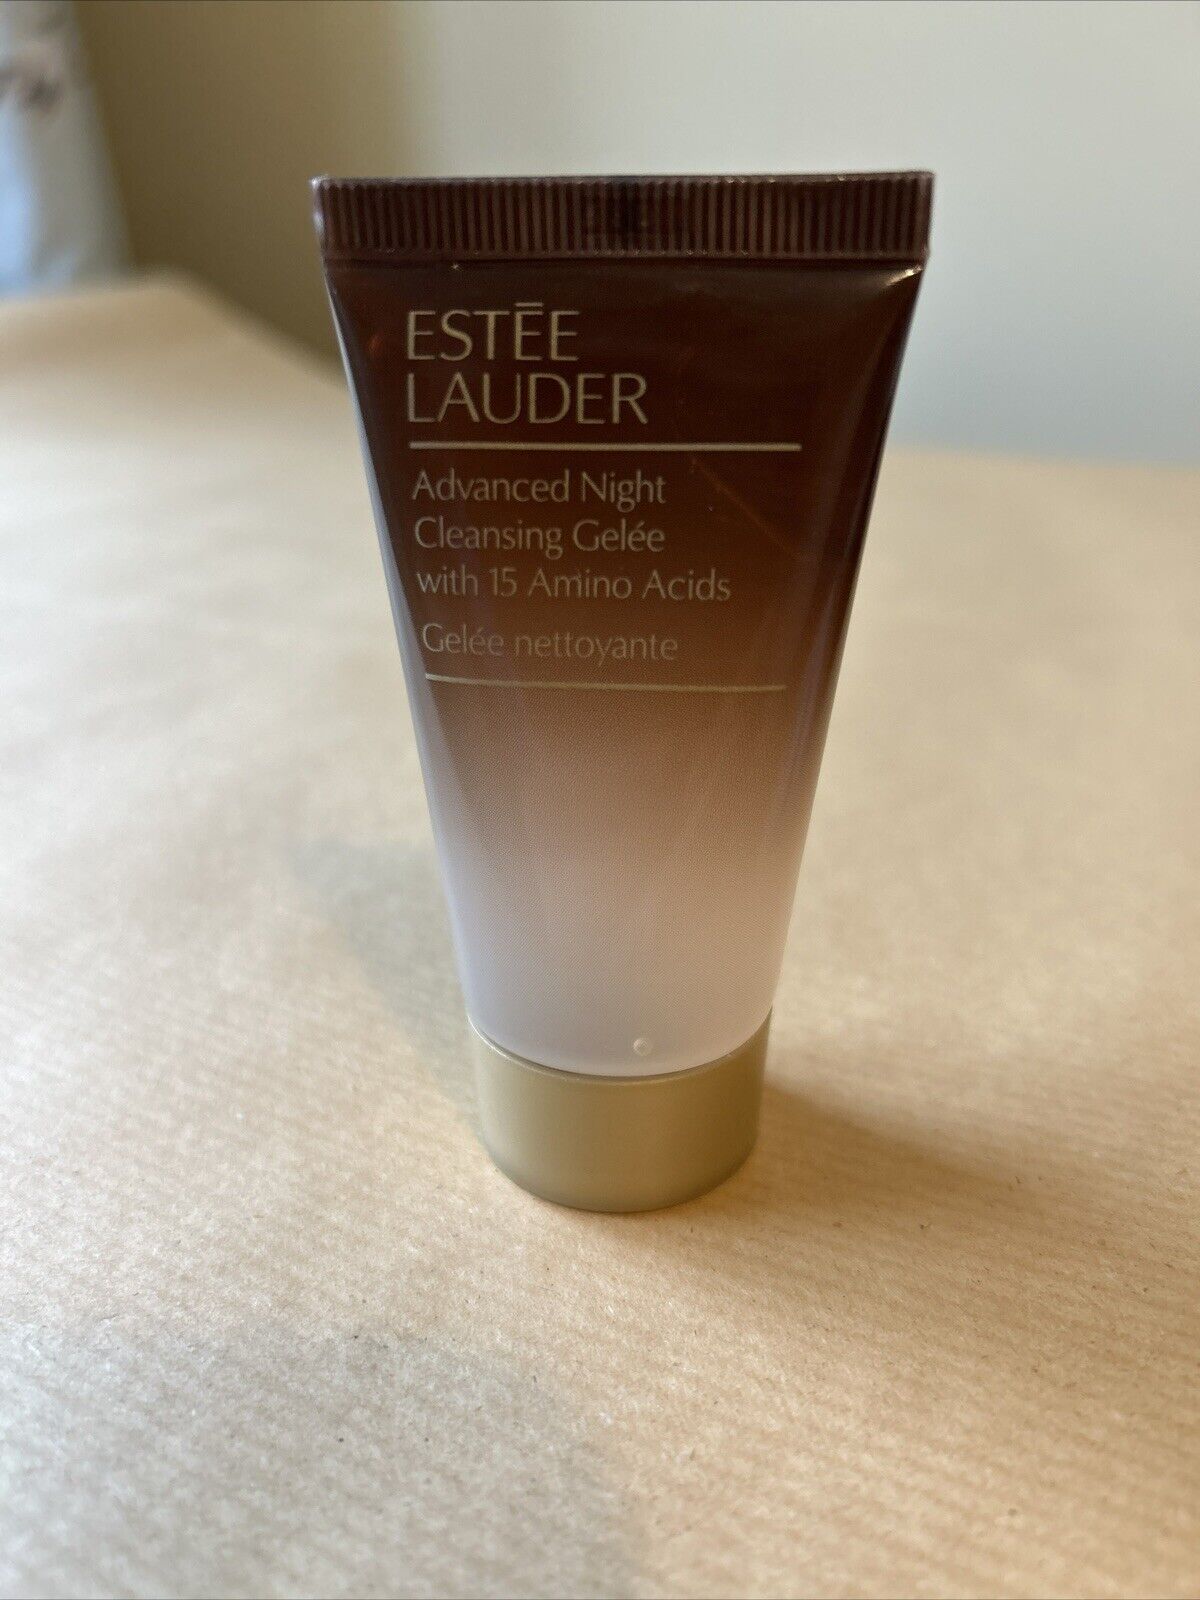 ESTĒE
LAUDER
Advanced Night
Cleansing Gelée
with 15 Amino Acids
Gelée nettoyante